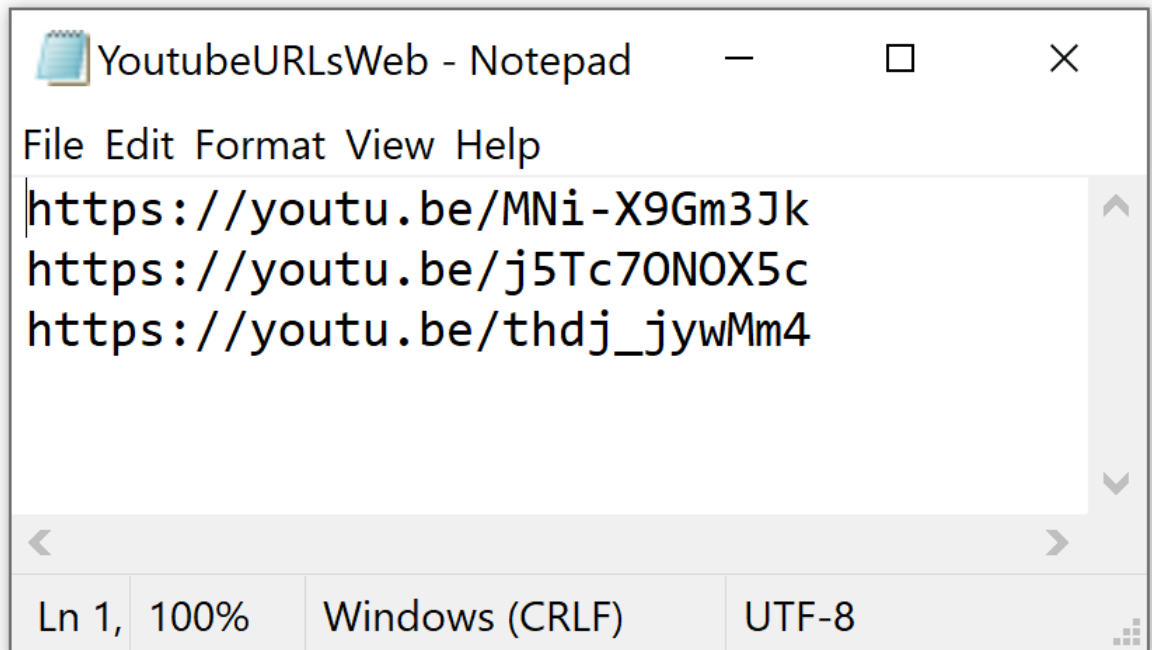 YoutubeURLsWeb - Notepad
File Edit Format View Help
https://youtu.be/MNi-X9Gm3Jk
https://youtu.be/j5Tc7ONOX5c
https://youtu.be/thdj_jywMm4
Ln 1, 100% Windows (CRLF) UTF-8